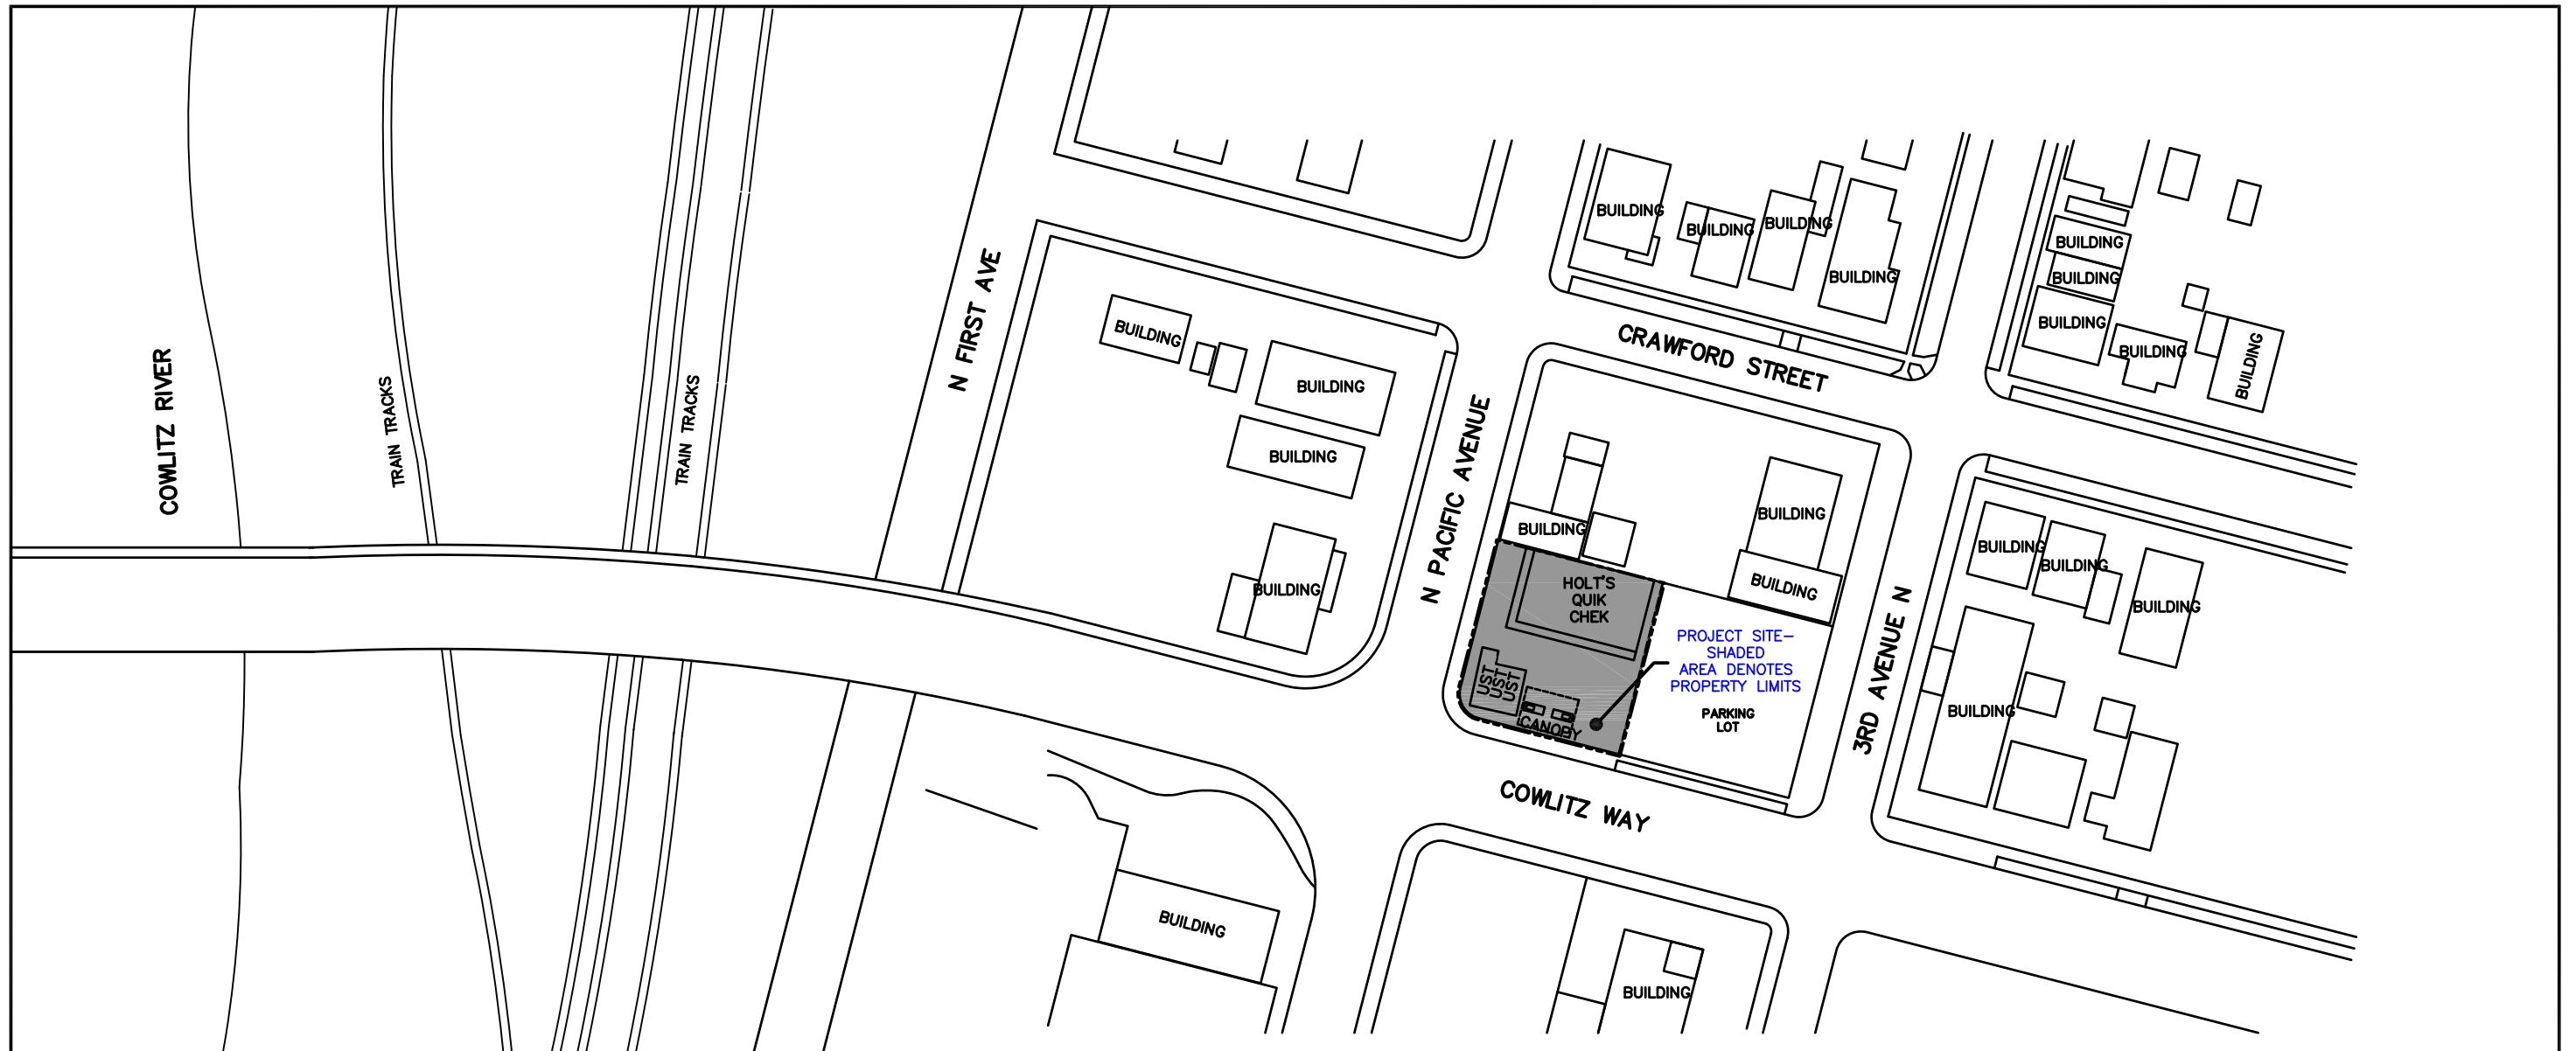 COWLITZ RIVER
TRAIN TRACKS
TRAIN TRACKS
N FIRST AVE
BUILDING
BUILDING
BUILDING
BUILDING
N PACIFIC AVENUE
BUILDING
BUILDING
BUILDING
BUILDING
CRAWFORD STREET
BUILDING
BUILDING
BUILDING
BUILDING
BUILDING
BUILDING
BUILDING
BUILDING
HOLT'S
QUIK
CHEK
UST
UST
UST
CANOPY
PROJECT SITE-
SHADED
AREA DENOTES
PROPERTY LIMITS
PARKING
LOT
3RD AVENUE N
BUILDING
BUILDING
BUILDING
BUILDING
COWLITZ WAY
BUILDING
BUILDING